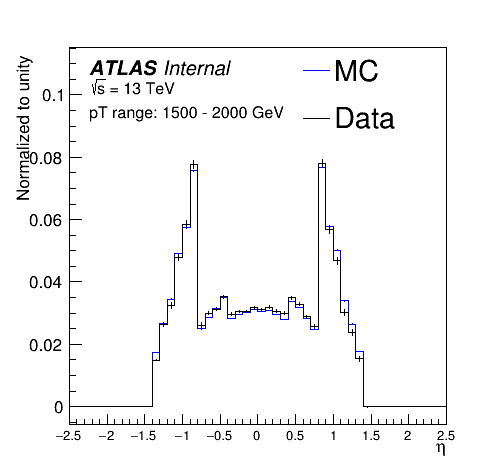 ATLAS Internal
√s = 13 TeV
pT range: 1500 - 2000 GeV
MC
Data
Normalized to unity
0.1
0.08
0.06
0.04
0.02
0
−2.5 −2 −1.5 −1 −0.5 0 0.5 1 1.5 2 2.5
η